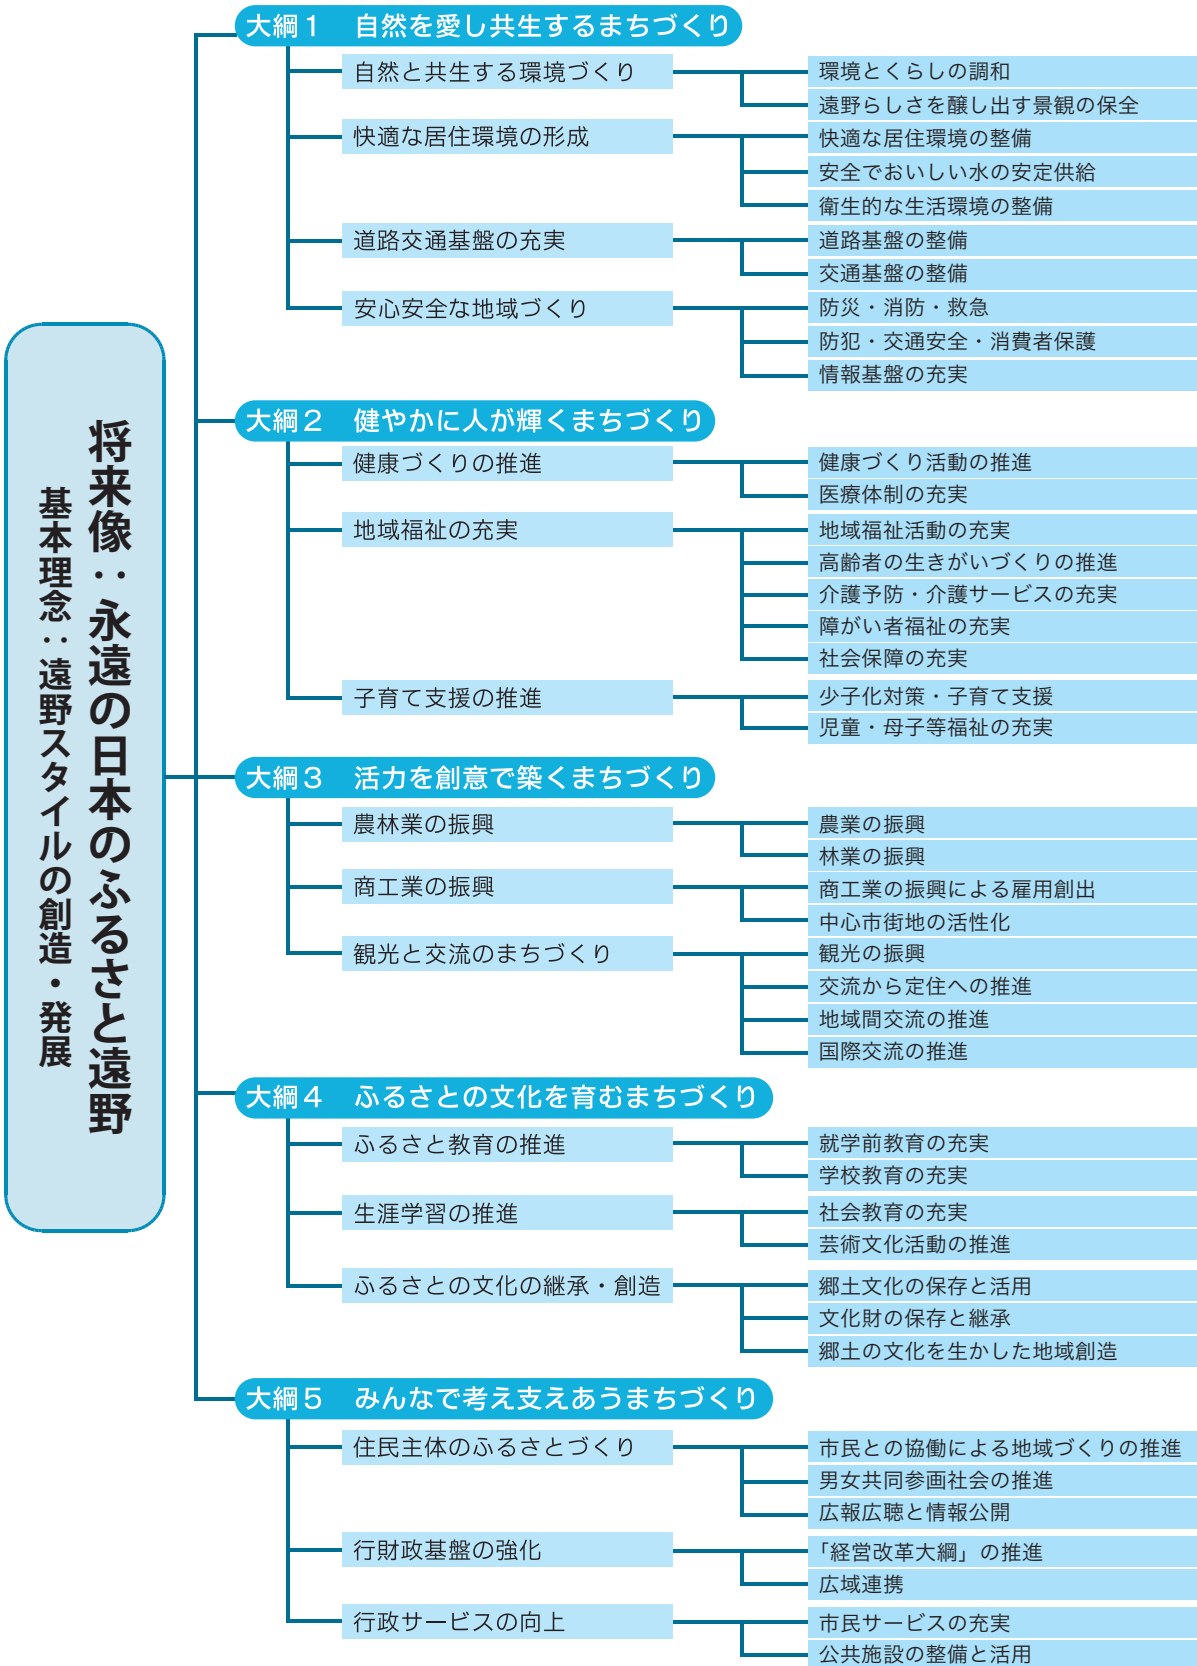 将来像：永遠の日本のふるさと遠野
基本理念：遠野スタイルの創造・発展
大綱１　自然を愛し共生するまちづくり
自然と共生する環境づくり
環境とくらしの調和
遠野らしさを醸し出す景観の保全
快適な居住環境の形成
快適な居住環境の整備
安全でおいしい水の安定供給
衛生的な生活環境の整備
道路交通基盤の充実
道路基盤の整備
交通基盤の整備
安心安全な地域づくり
防災・消防・救急
防犯・交通安全・消費者保護
情報基盤の充実
大綱２　健やかに人が輝くまちづくり
健康づくりの推進
健康づくり活動の推進
医療体制の充実
地域福祉の充実
地域福祉活動の充実
高齢者の生きがいづくりの推進
介護予防・介護サービスの充実
障がい者福祉の充実
社会保障の充実
子育て支援の推進
少子化対策・子育て支援
児童・母子等福祉の充実
大綱３　活力を創意で築くまちづくり
農林業の振興
農業の振興
林業の振興
商工業の振興
商工業の振興による雇用創出
中心市街地の活性化
観光と交流のまちづくり
観光の振興
交流から定住への推進
地域間交流の推進
国際交流の推進
大綱４　ふるさとの文化を育むまちづくり
ふるさと教育の推進
就学前教育の充実
学校教育の充実
生涯学習の推進
社会教育の充実
芸術文化活動の推進
ふるさとの文化の継承・創造
郷土文化の保存と活用
文化財の保存と継承
郷土の文化を生かした地域創造
大綱５　みんなで考え支えあうまちづくり
住民主体のふるさとづくり
市民との協働による地域づくりの推進
男女共同参画社会の推進
広報広聴と情報公開
行財政基盤の強化
「経営改革大綱」の推進
広域連携
行政サービスの向上
市民サービスの充実
公共施設の整備と活用